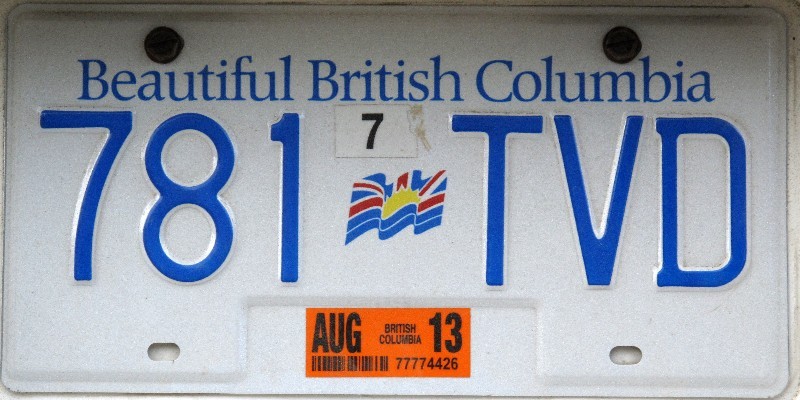 Beautiful British Columbia
7
781 TVD
AUG BRITISH COLUMBIA 13
77774426